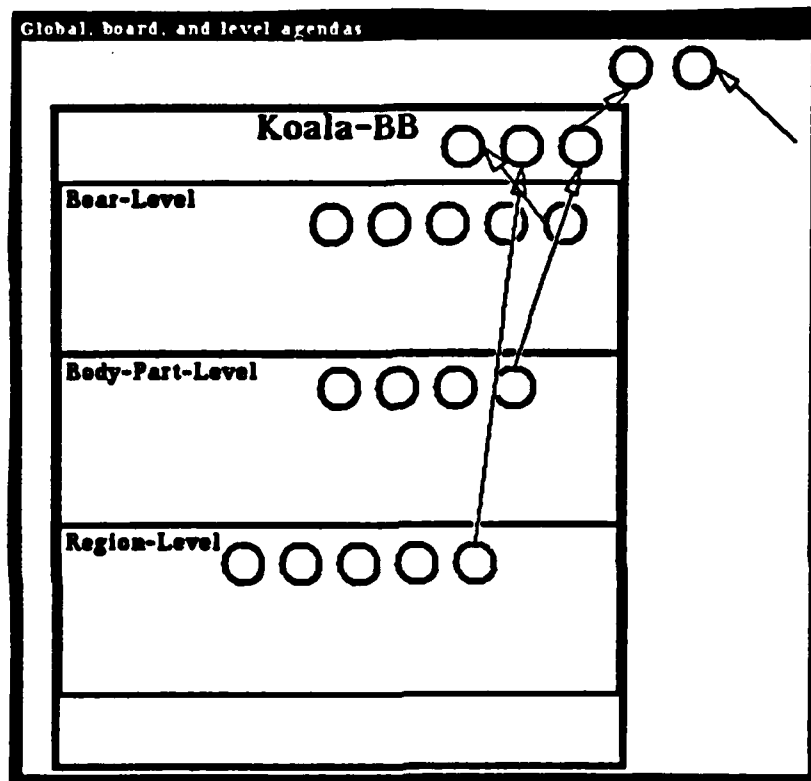 Global, board, and level agendas
Koala-BB
Bear-Level
Body-Part-Level
Region-Level